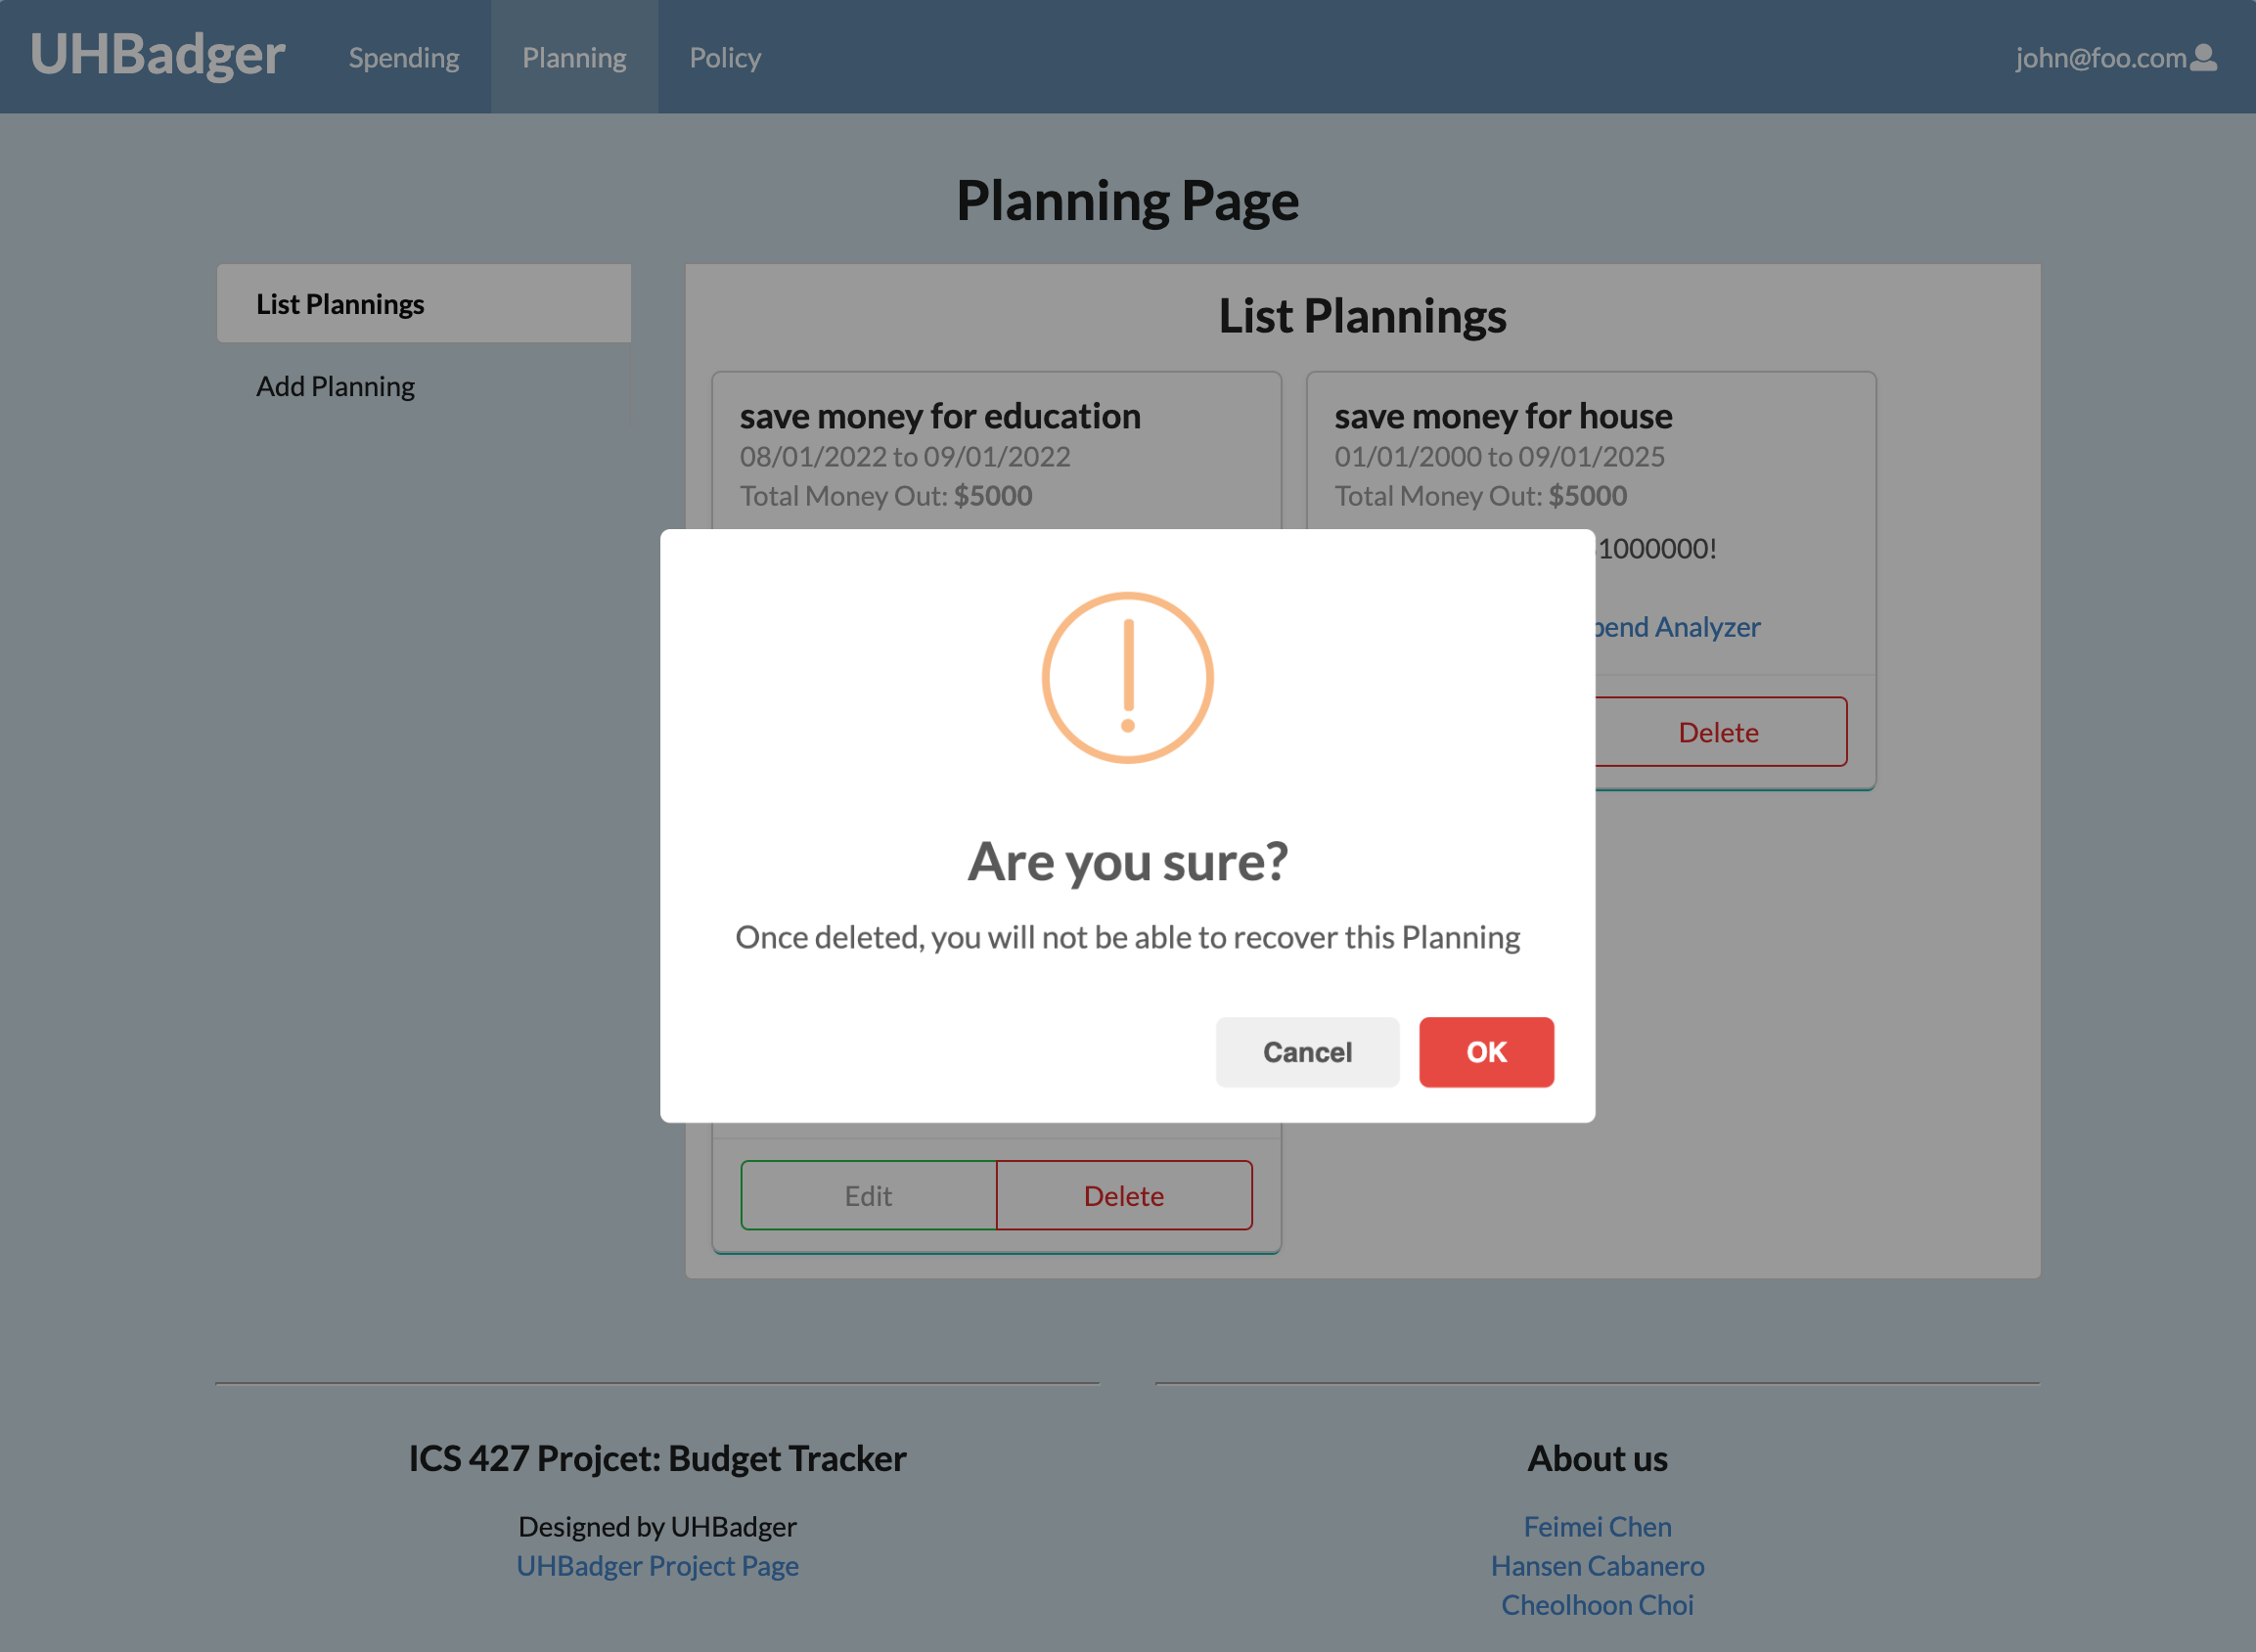 UHBadger
Spending
Planning
Policy
john@foo.com
Planning Page
List Plannings
Add Planning
List Plannings
save money for education
08/01/2022 to 09/01/2022
Total Money Out: $5000
save money for house
01/01/2000 to 09/01/2025
Total Money Out: $5000
1000000!
Analyzer
Delete
Are you sure?
Once deleted, you will not be able to recover this Planning
Cancel
OK
Edit
Delete
ICS 427 Projcet: Budget Tracker
Designed by UHBadger
UHBadger Project Page
About us
Feimei Chen
Hansen Cabanero
Cheolhoon Choi